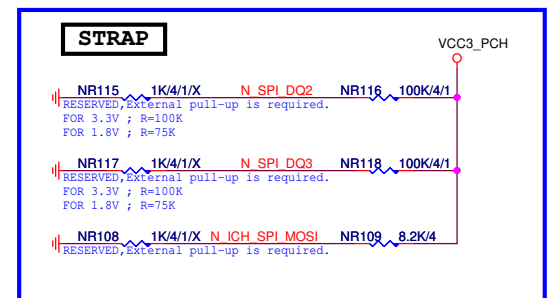 STRAP
VCC3_PCH
NR115 1K/4/1/X N_SPI_DQ2 NR116 100K/4/1
RESERVED,External pull-up is required.
FOR 3.3V ; R=100K
FOR 1.8V ; R=75K
NR117 1K/4/1/X N_SPI_DQ3 NR118 100K/4/1
RESERVED,External pull-up is required.
FOR 3.3V ; R=100K
FOR 1.8V ; R=75K
NR108 1K/4/1/X N_ICH_SPI_MOSI NR109 8.2K/4
RESERVED,External pull-up is required.